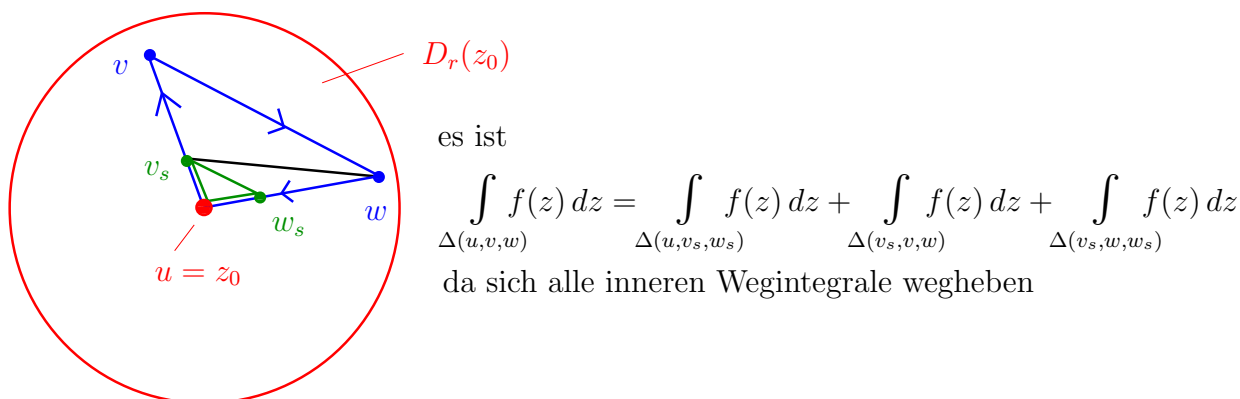 v
D_r(z_0)
es ist
v_s
∫_{Δ(u,v,w)} f(z) dz = ∫_{Δ(u,v_s,w_s)} f(z) dz + ∫_{Δ(v_s,v,w)} f(z) dz + ∫_{Δ(v_s,w,w_s)} f(z) dz
w
w_s
u = z_0
da sich alle inneren Wegintegrale wegheben